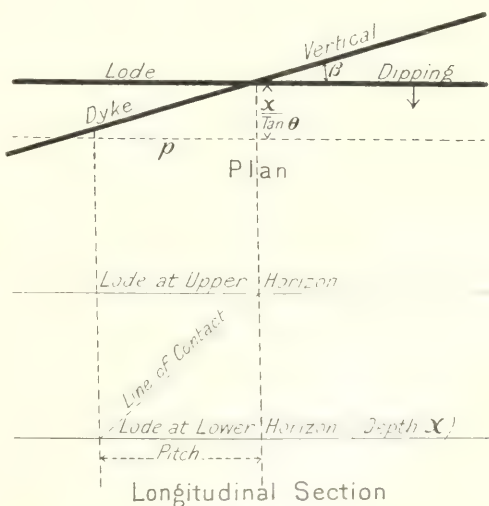 Vertical
Lode
β
Dipping
Dyke
x
Tan θ
p
Plan
Lode at Upper Horizon
Line of Contact
Lode at Lower Horizon Depth x)
Pitch
Longitudinal Section